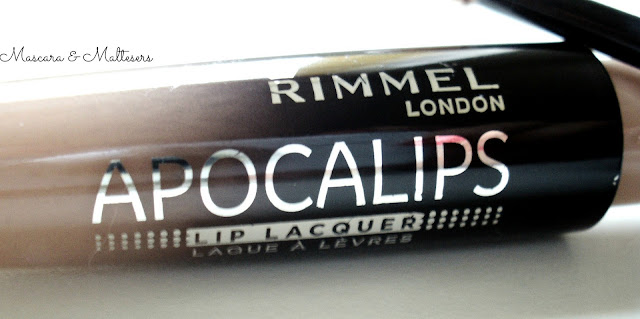 Mascara & Maltesers
RIMMEL
LONDON
APOCALIPS
LIP LACQUER
LAQUE À LÈVRES